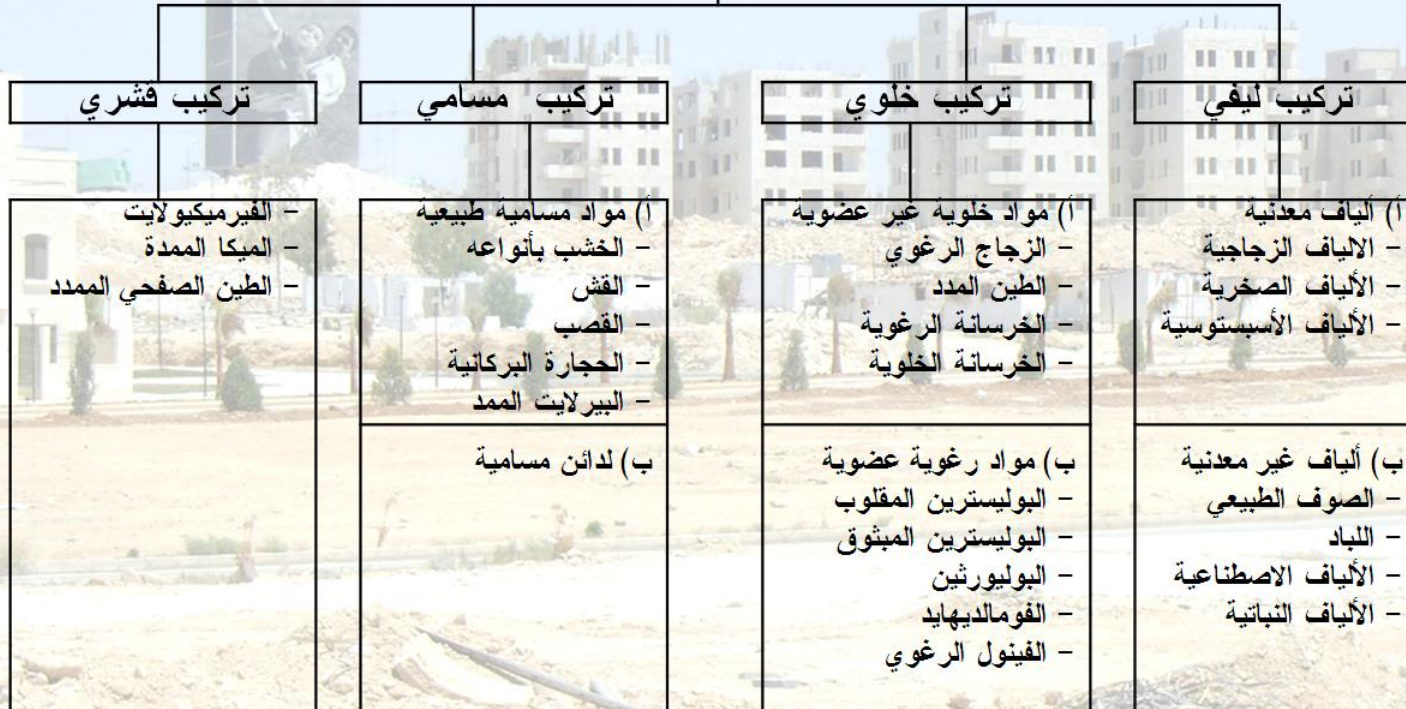 تركيب ليفي
أ) ألياف معدنية
- الالياف الزجاجية
- الألياف الصخرية
- الألياف الأسبستوسية
ب) ألياف غير معدنية
- الصوف الطبيعي
- اللباد
- الألياف الاصطناعية
- الألياف النباتية
تركيب خلوي
أ) مواد خلوية غير عضوية
- الزجاج الرغوي
- الطين المدد
- الخرسانة الرغوية
- الخرسانة الخلوية
ب) مواد رغوية عضوية
- البوليسترين المقلوب
- البوليسترين المبثوق
- البوليورثين
- الفومالديهايد
- الفينول الرغوي
تركيب مسامي
أ) مواد مسامية طبيعية
- الخشب بأنواعه
- القش
- القصب
- الحجارة البركانية
- البيرلايت الممد
ب) لدائن مسامية
تركيب قشري
- الفيرميكيولايت
- الميكا الممدة
- الطين الصفحي الممدد